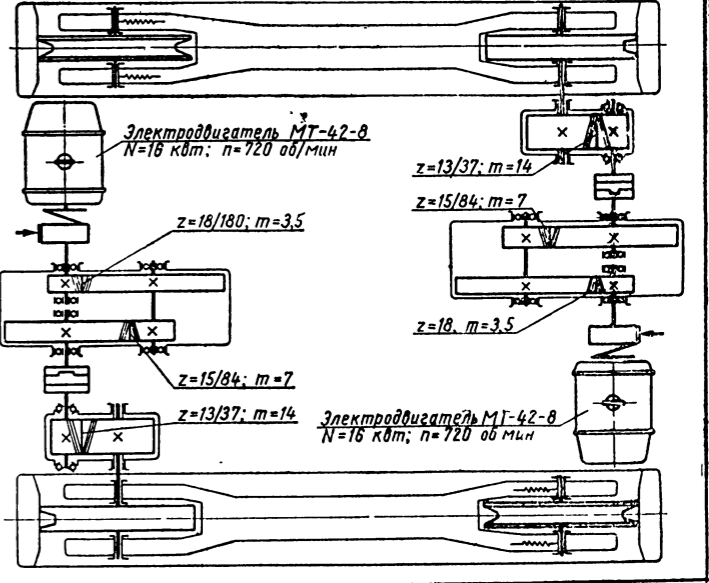 Электродвигатель МТ-42-8
N=16 квт; n=720 об/мин
z=13/37; m=14
z=15/84; m=7
z=18/180; m=3,5
z=18, m=3,5
z=15/84; m=7
z=13/37; m=14
Электродвигатель МТ-42-8
N=16 квт; n=720 об мин